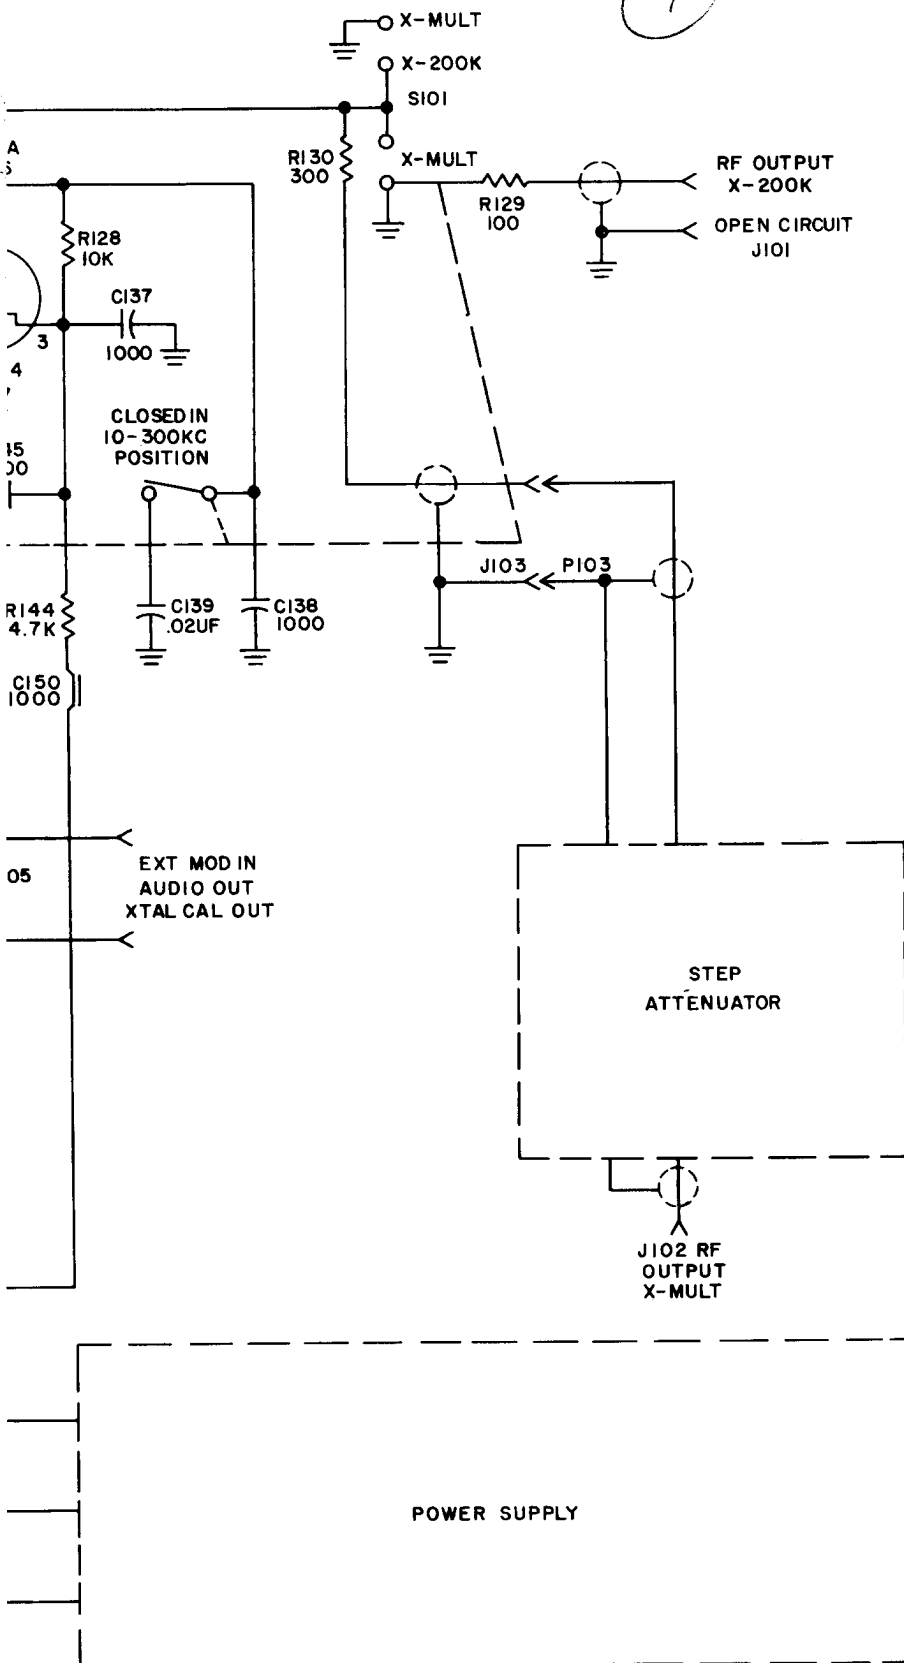 X-MULT
X-200K
S101
A
S
R130
300
X-MULT
R129
100
RF OUTPUT
X-200K
OPEN CIRCUIT
J101
R128
10K
C137
1000
3
4
CLOSED IN
10-300KC
POSITION
45
00
J103
P103
C139
.02UF
C138
1000
R144
4.7K
C150
1000
05
EXT MOD IN
AUDIO OUT
XTAL CAL OUT
STEP
ATTENUATOR
J102 RF
OUTPUT
X-MULT
POWER SUPPLY